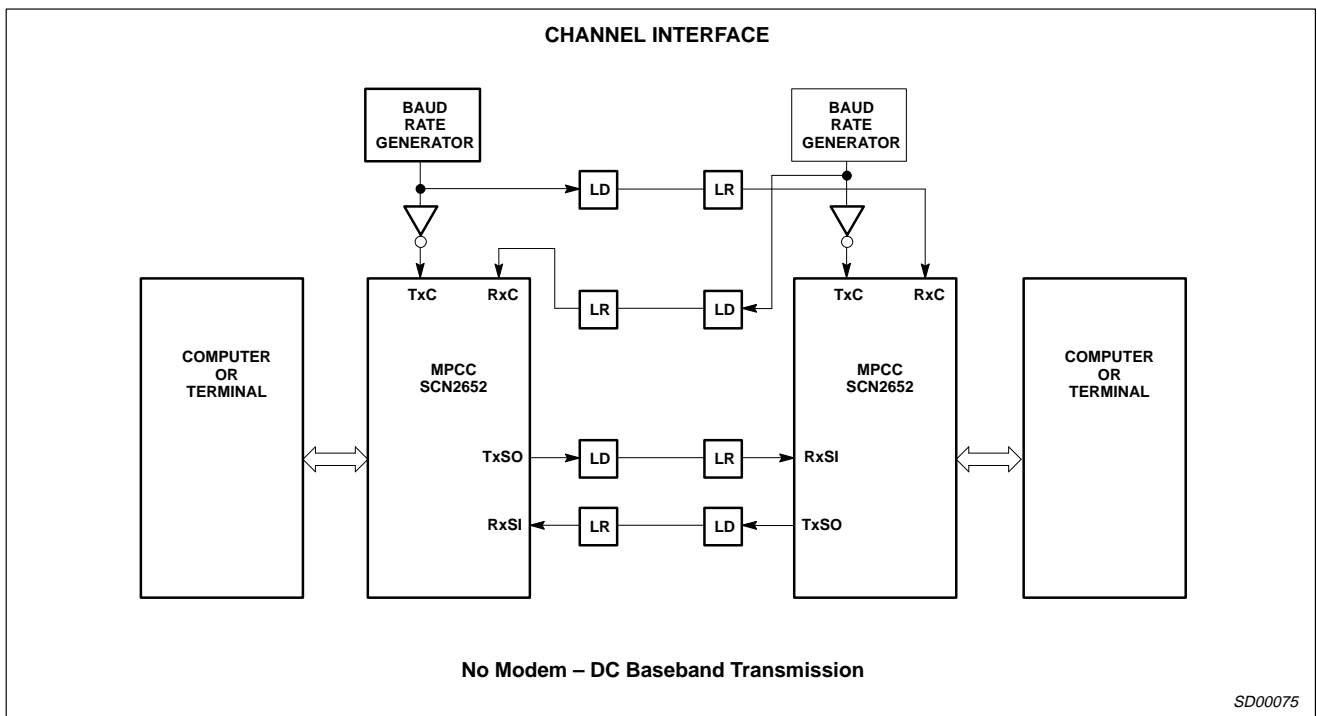 CHANNEL INTERFACE
BAUD
RATE
GENERATOR
BAUD
RATE
GENERATOR
LD
LR
TxC
RxC
LR
LD
TxC
RxC
COMPUTER
OR
TERMINAL
MPCC
SCN2652
MPCC
SCN2652
COMPUTER
OR
TERMINAL
TxSO
LD
LR
RxSI
RxSI
LR
LD
TxSO
No Modem – DC Baseband Transmission
SD00075